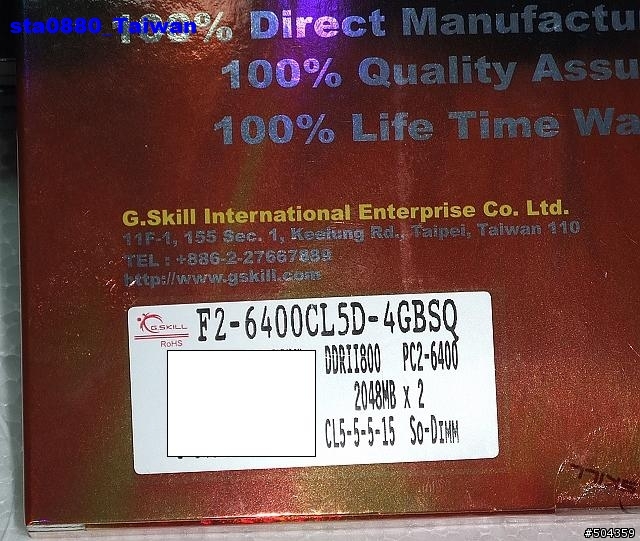 sta0880_Taiwan
100% Direct Manufactu
100% Quality Assu
100% Life Time Wa
G.Skill International Enterprise Co. Ltd.
11F-1, 155 Sec. 1, Keelung Rd., Taipei, Taiwan 110
TEL : +886-2-27667889
http://www.gskill.com
G.SKILL
RoHS
F2-6400CL5D-4GBSQ
DDRII800 PC2-6400
2048MB x 2
CL5-5-5-15 So-Dimm
SKILL
#504359